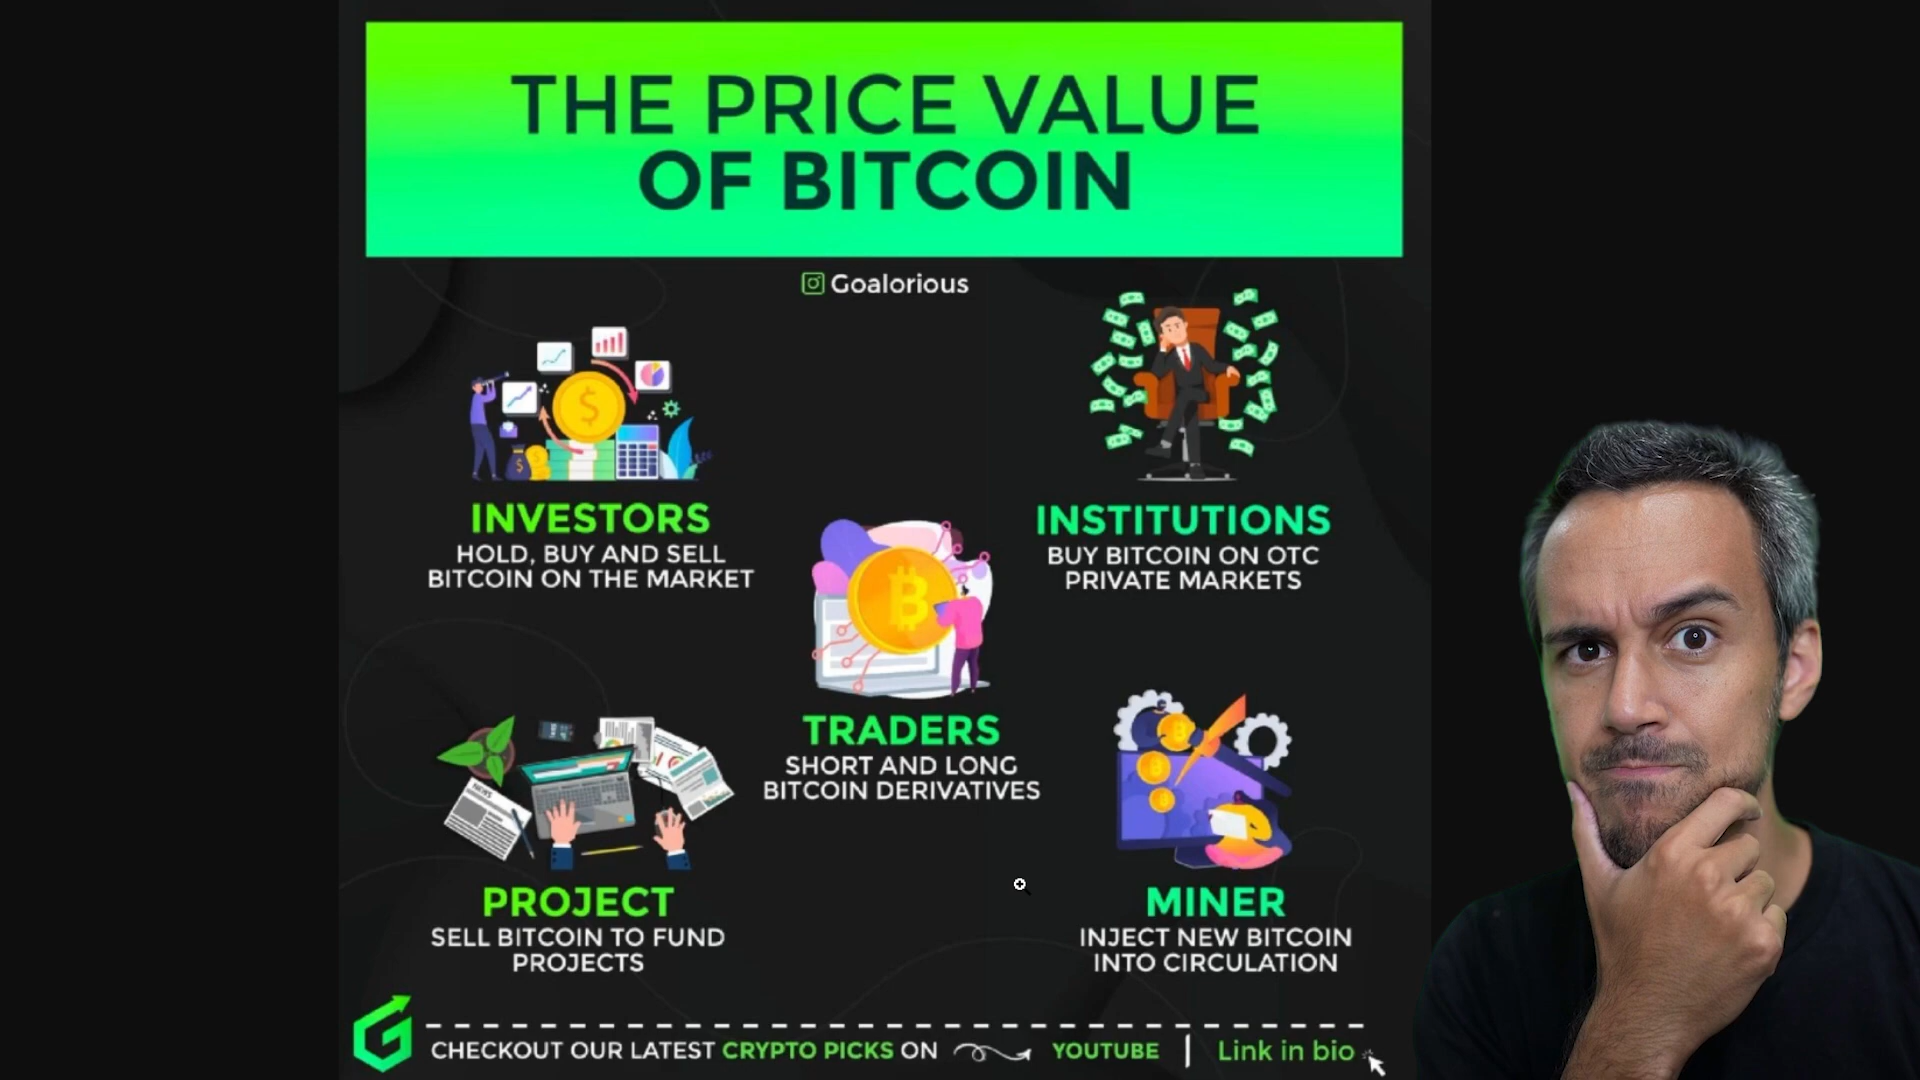 THE PRICE VALUE
OF BITCOIN
Goalorious
INVESTORS
HOLD, BUY AND SELL
BITCOIN ON THE MARKET
INSTITUTIONS
BUY BITCOIN ON OTC
PRIVATE MARKETS
TRADERS
SHORT AND LONG
BITCOIN DERIVATIVES
NEWS
PROJECT
SELL BITCOIN TO FUND
PROJECTS
MINER
INJECT NEW BITCOIN
INTO CIRCULATION
CHECKOUT OUR LATEST CRYPTO PICKS ON YOUTUBE | Link in bio